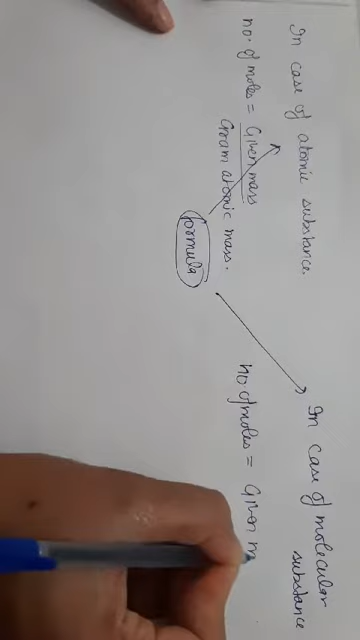 In case of atomic substance.
no. of moles = Given mass
Gram atomic mass.
formula
In case of molecular
substance
no of moles = Given m